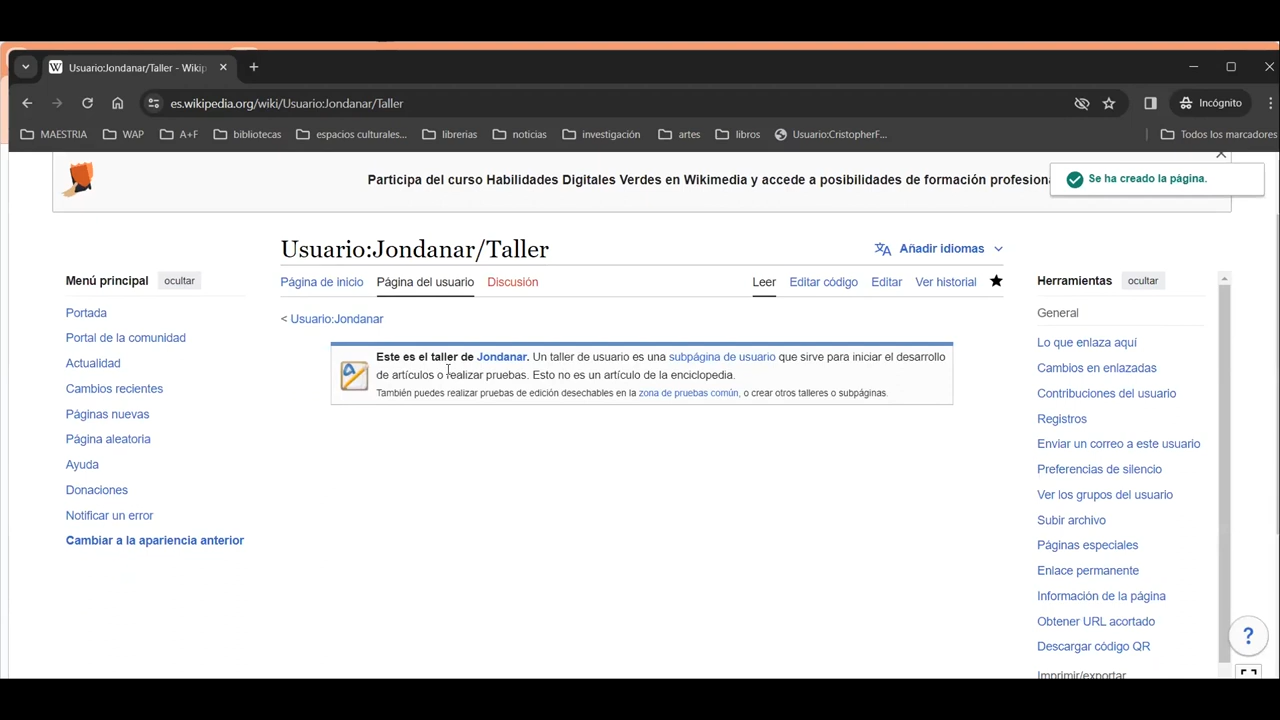 Usuario:Jondanar/Taller - Wikip
es.wikipedia.org/wiki/Usuario:Jondanar/Taller
Incógnito
MAESTRIA
WAP
A+F
bibliotecas
espacios culturales...
librerias
noticias
investigación
artes
libros
Usuario:CristopherF...
Todos los marcadores
Participa del curso Habilidades Digitales Verdes en Wikimedia y accede a posibilidades de formación profesiona
Se ha creado la página.
Usuario:Jondanar/Taller
Añadir idiomas
Menú principal
ocultar
Página de inicio
Página del usuario
Discusión
Leer
Editar código
Editar
Ver historial
Herramientas
ocultar
Portada
Portal de la comunidad
Actualidad
Cambios recientes
Páginas nuevas
Página aleatoria
Ayuda
Donaciones
Notificar un error
Cambiar a la apariencia anterior
< Usuario:Jondanar
Este es el taller de Jondanar. Un taller de usuario es una subpágina de usuario que sirve para iniciar el desarrollo
de artículos o realizar pruebas. Esto no es un artículo de la enciclopedia.
También puedes realizar pruebas de edición desechables en la zona de pruebas común, o crear otros talleres o subpáginas.
General
Lo que enlaza aquí
Cambios en enlazadas
Contribuciones del usuario
Registros
Enviar un correo a este usuario
Preferencias de silencio
Ver los grupos del usuario
Subir archivo
Páginas especiales
Enlace permanente
Información de la página
Obtener URL acortado
Descargar código QR
Imprimir/exportar
?